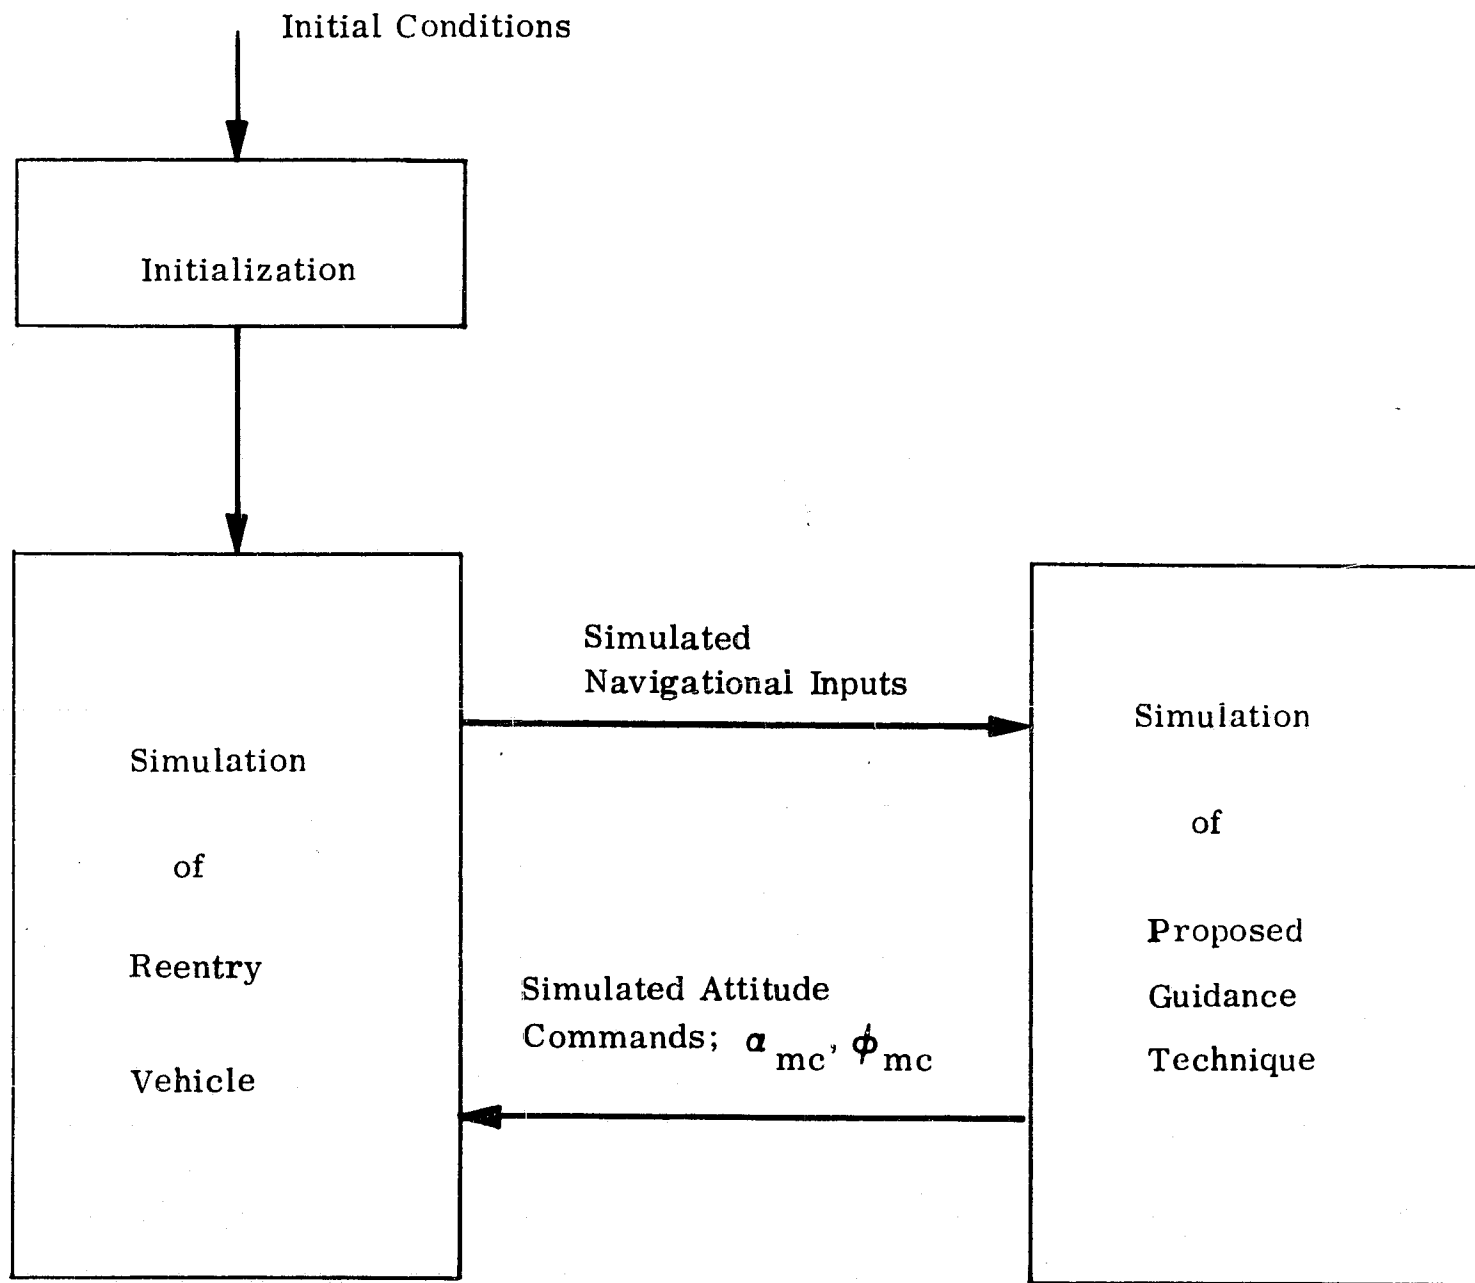 Initial Conditions
Initialization
Simulated
Navigational Inputs
Simulation
of
Reentry
Vehicle
Simulation
of
Proposed
Guidance
Technique
Simulated Attitude
Commands; α mc, ϕ mc